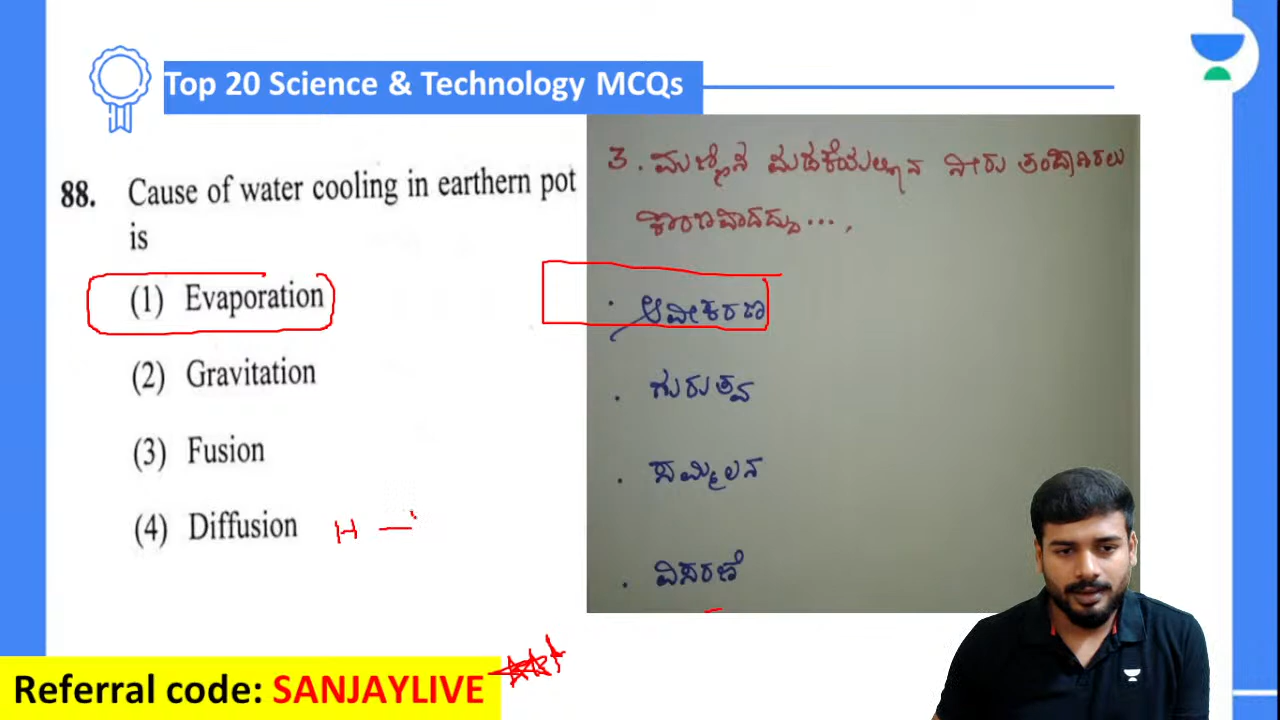 Top 20 Science & Technology MCQs
88. Cause of water cooling in earthern pot
is
(1) Evaporation
(2) Gravitation
(3) Fusion
(4) Diffusion H –
3. ಮಣ್ಣಿನ ಮಡಕೆಯಲ್ಲಿನ ನೀರು ತಂಪಾಗಿರಲು
ಕಾರಣವಾದದ್ದು ...,
. ಆವೀಕರಣ
. ಗುರುತ್ವ
. ಸಮ್ಮಿಲನ
. ವಿಸರಣೆ
Referral code: SANJAYLIVE